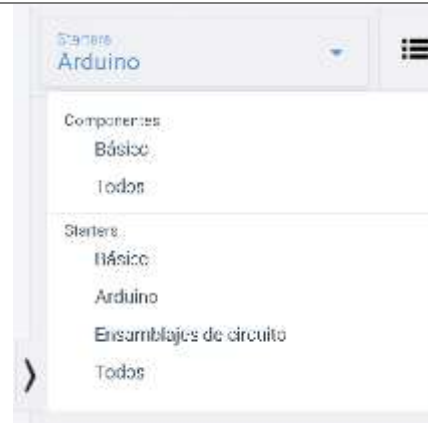 Starters
Arduino
Componentes
Básico
Todos
Starters
Básico
Arduino
Ensamblajes de circuito
Todos